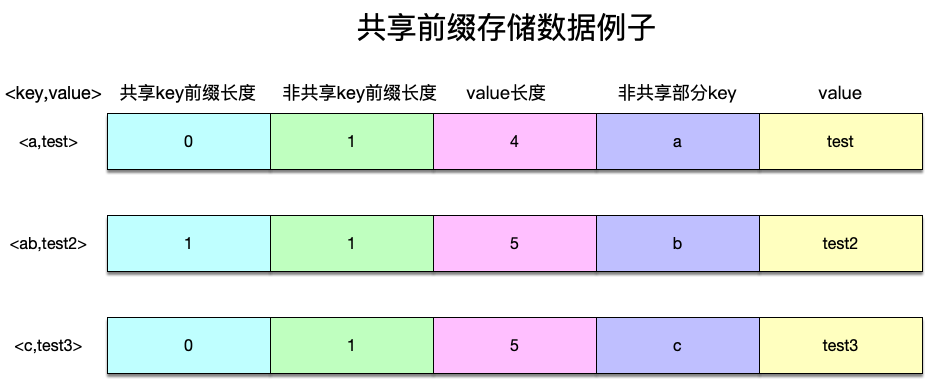 共享前缀存储数据例子
<key,value> 共享key前缀长度 非共享key前缀长度 value长度 非共享部分key value
<a,test> 0 1 4 a test
<ab,test2> 1 1 5 b test2
<c,test3> 0 1 5 c test3